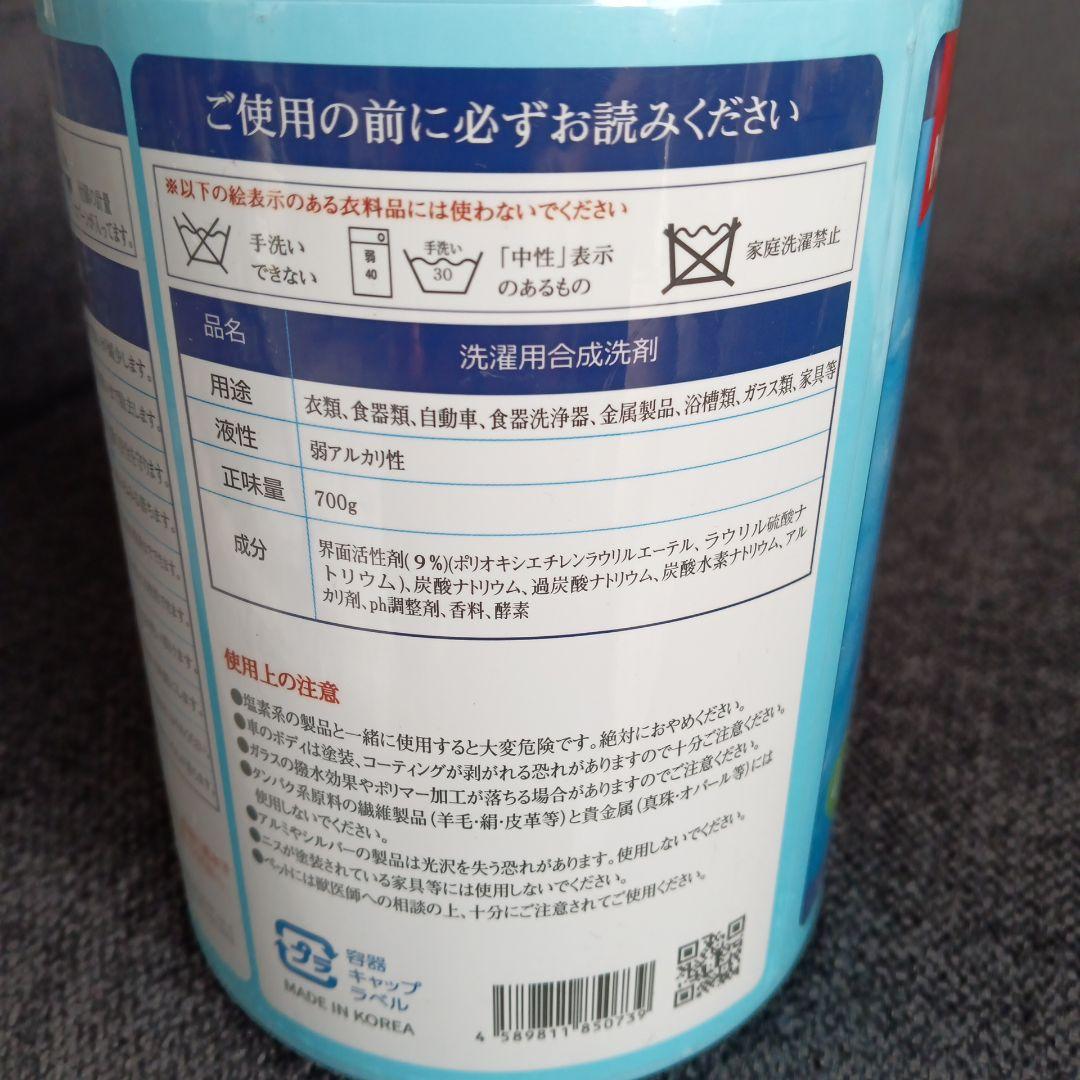 ご使用の前に必ずお読みください
※以下の絵表示のある衣料品には使わないでください
手洗い
できない
弱
40
手洗い
30
「中性」表示
のあるもの
家庭洗濯禁止
品名 洗濯用合成洗剤
用途 衣類、食器類、自動車、食器洗浄器、金属製品、浴槽類、ガラス類、家具等
液性 弱アルカリ性
正味量 700g
成分 界面活性剤(9%)(ポリオキシエチレンラウリルエーテル、ラウリル硫酸ナ
トリウム)、炭酸ナトリウム、過炭酸ナトリウム、炭酸水素ナトリウム、アル
カリ剤、ph調整剤、香料、酵素
使用上の注意
●塩素系の製品と一緒に使用すると大変危険です。絶対におやめください。
●車のボディは塗装、コーティングが剥がれる恐れがありますので十分ご注意ください。
●ガラスの撥水効果やポリマー加工が落ちる場合がありますのでご注意ください。
●タンパク系原料の繊維製品(羊毛・絹・皮革等)と貴金属(真珠・オパール等)には
使用しないでください。
●アルミやシルバーの製品は光沢を失う恐れがあります。使用しないでください。
●ニスが塗装されている家具等には使用しないでください。
●ペットには獣医師への相談の上、十分にご注意されてご使用ください。
プラ
容器
キャップ
ラベル
MADE IN KOREA
4 589811 850739